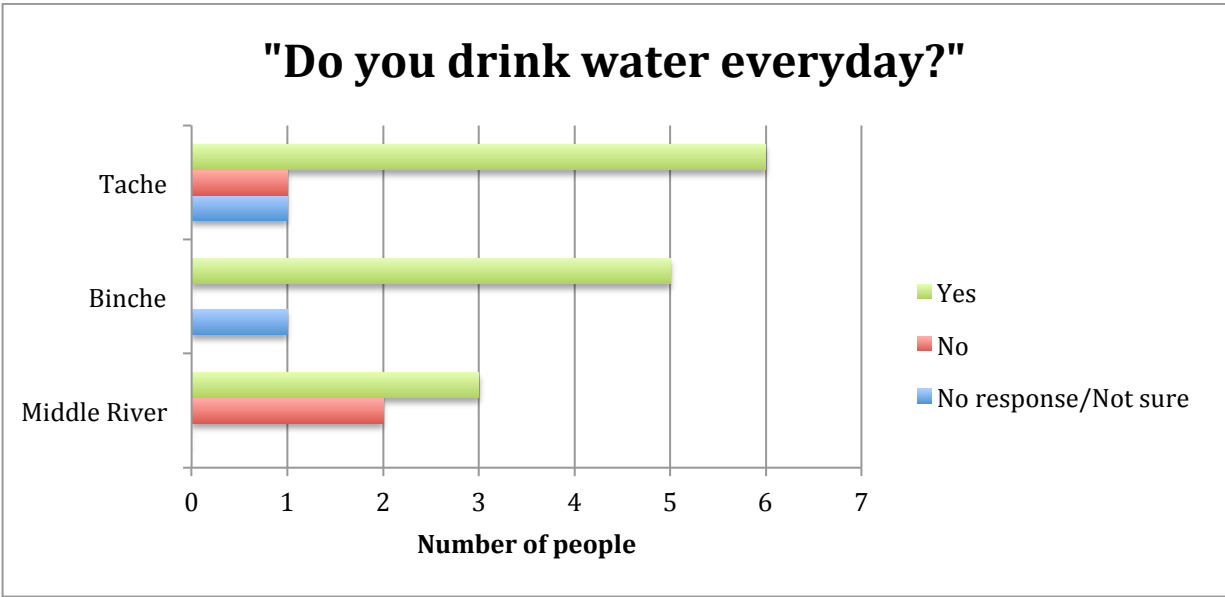 "Do you drink water everyday?"
Tache
Binche
Middle River
0 1 2 3 4 5 6 7
Number of people
Yes
No
No response/Not sure